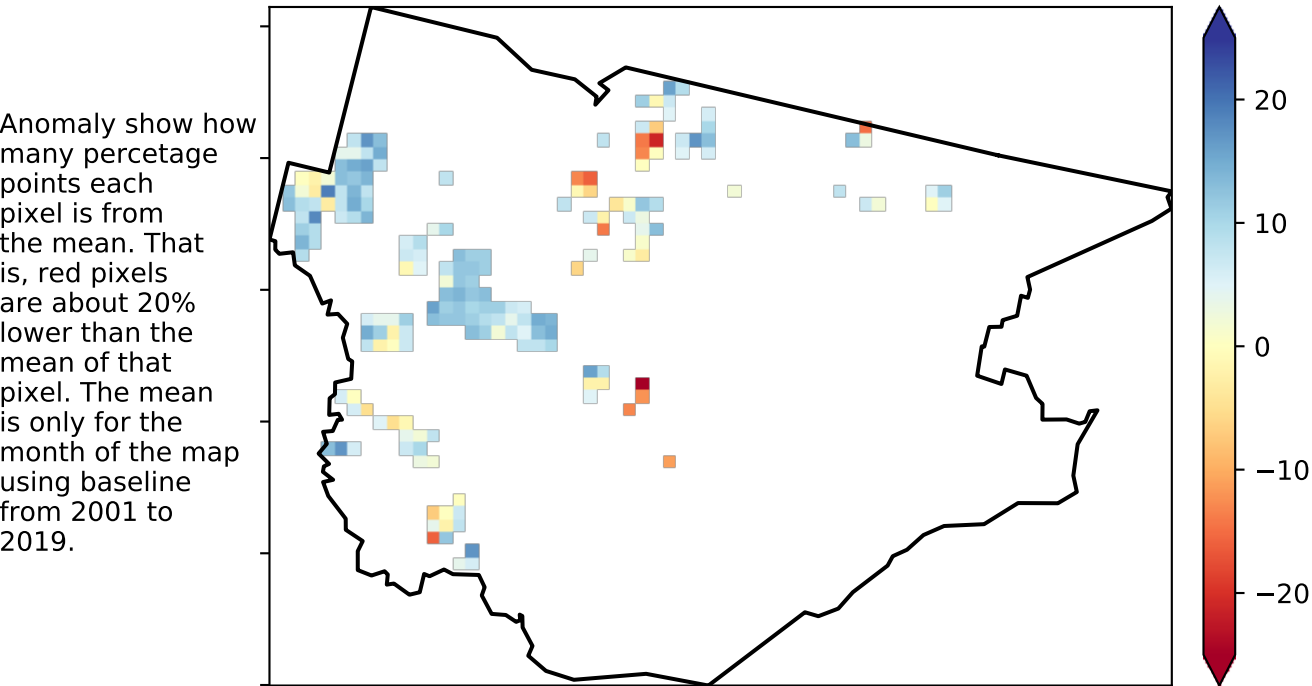 Anomaly show how
many percetage
points each
pixel is from
the mean. That
is, red pixels
are about 20%
lower than the
mean of that
pixel. The mean
is only for the
month of the map
using baseline
from 2001 to
2019.
20
10
0
−10
−20